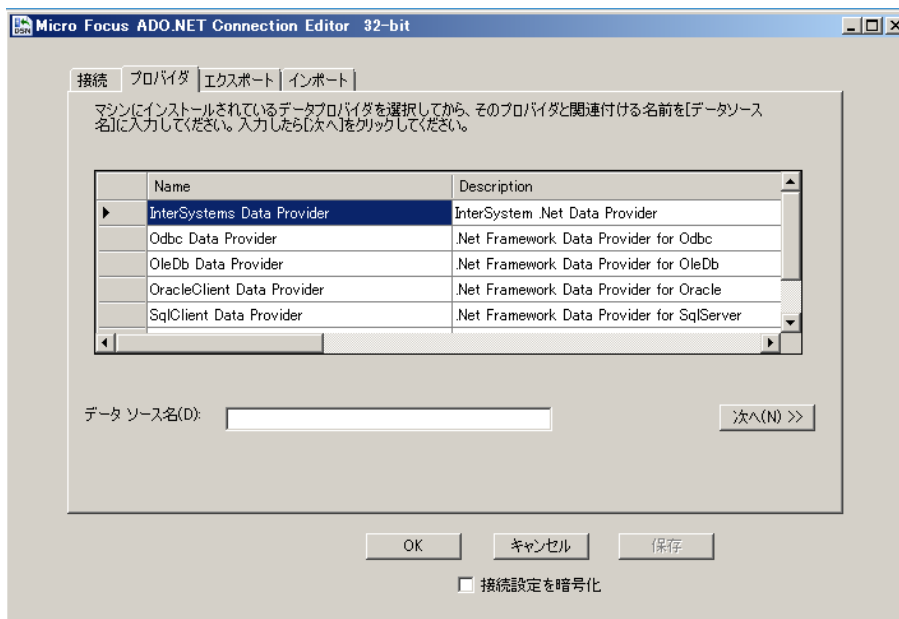 Micro Focus ADO.NET Connection Editor 32-bit
接続 プロバイダ エクスポート インポート
マシンにインストールされているデータプロバイダを選択してから、そのプロバイダと関連付ける名前を[データソース
名]に入力してください。入力したら[次へ]をクリックしてください。
Name Description
InterSystems Data Provider InterSystem .Net Data Provider
Odbc Data Provider .Net Framework Data Provider for Odbc
OleDb Data Provider .Net Framework Data Provider for OleDb
OracleClient Data Provider .Net Framework Data Provider for Oracle
SqlClient Data Provider .Net Framework Data Provider for SqlServer
データ ソース名(D): 次へ(N) >>
OK キャンセル 保存
接続設定を暗号化